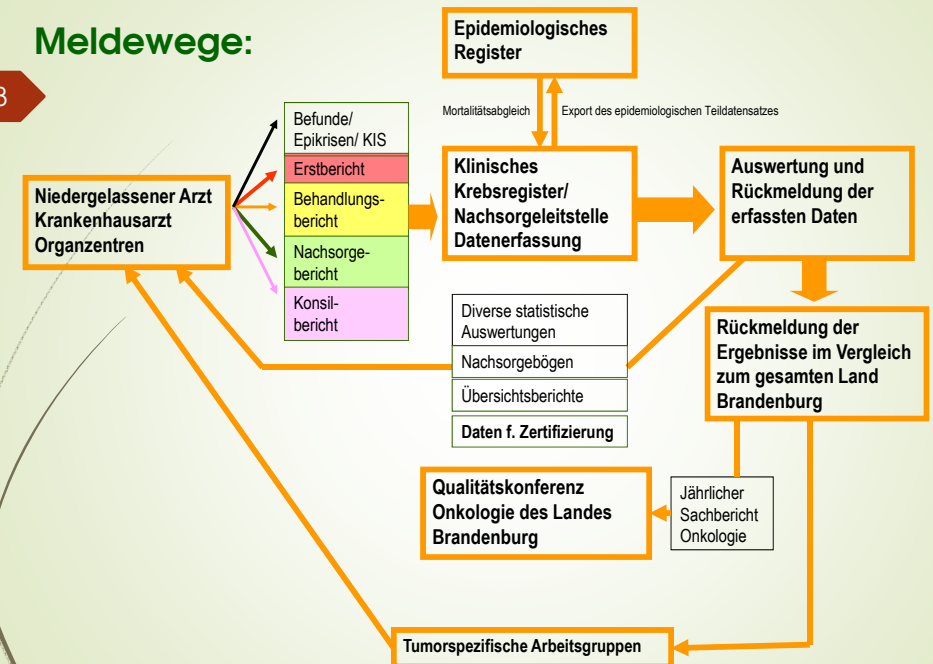 Meldewege:
3
Epidemiologisches
Register
Mortalitätsabgleich
Export des epidemiologischen Teildatensatzes
Niedergelassener Arzt
Krankenhausarzt
Organzentren
Befunde/
Epikrisen/ KIS
Erstbericht
Behandlungs-
bericht
Nachsorge-
bericht
Konsil-
bericht
Klinisches
Krebsregister/
Nachsorgeleitstelle
Datenerfassung
Auswertung und
Rückmeldung der
erfassten Daten
Diverse statistische
Auswertungen
Nachsorgebögen
Übersichtsberichte
Daten f. Zertifizierung
Rückmeldung der
Ergebnisse im Vergleich
zum gesamten Land
Brandenburg
Qualitätskonferenz
Onkologie des Landes
Brandenburg
Jährlicher
Sachbericht
Onkologie
Tumorspezifische Arbeitsgruppen